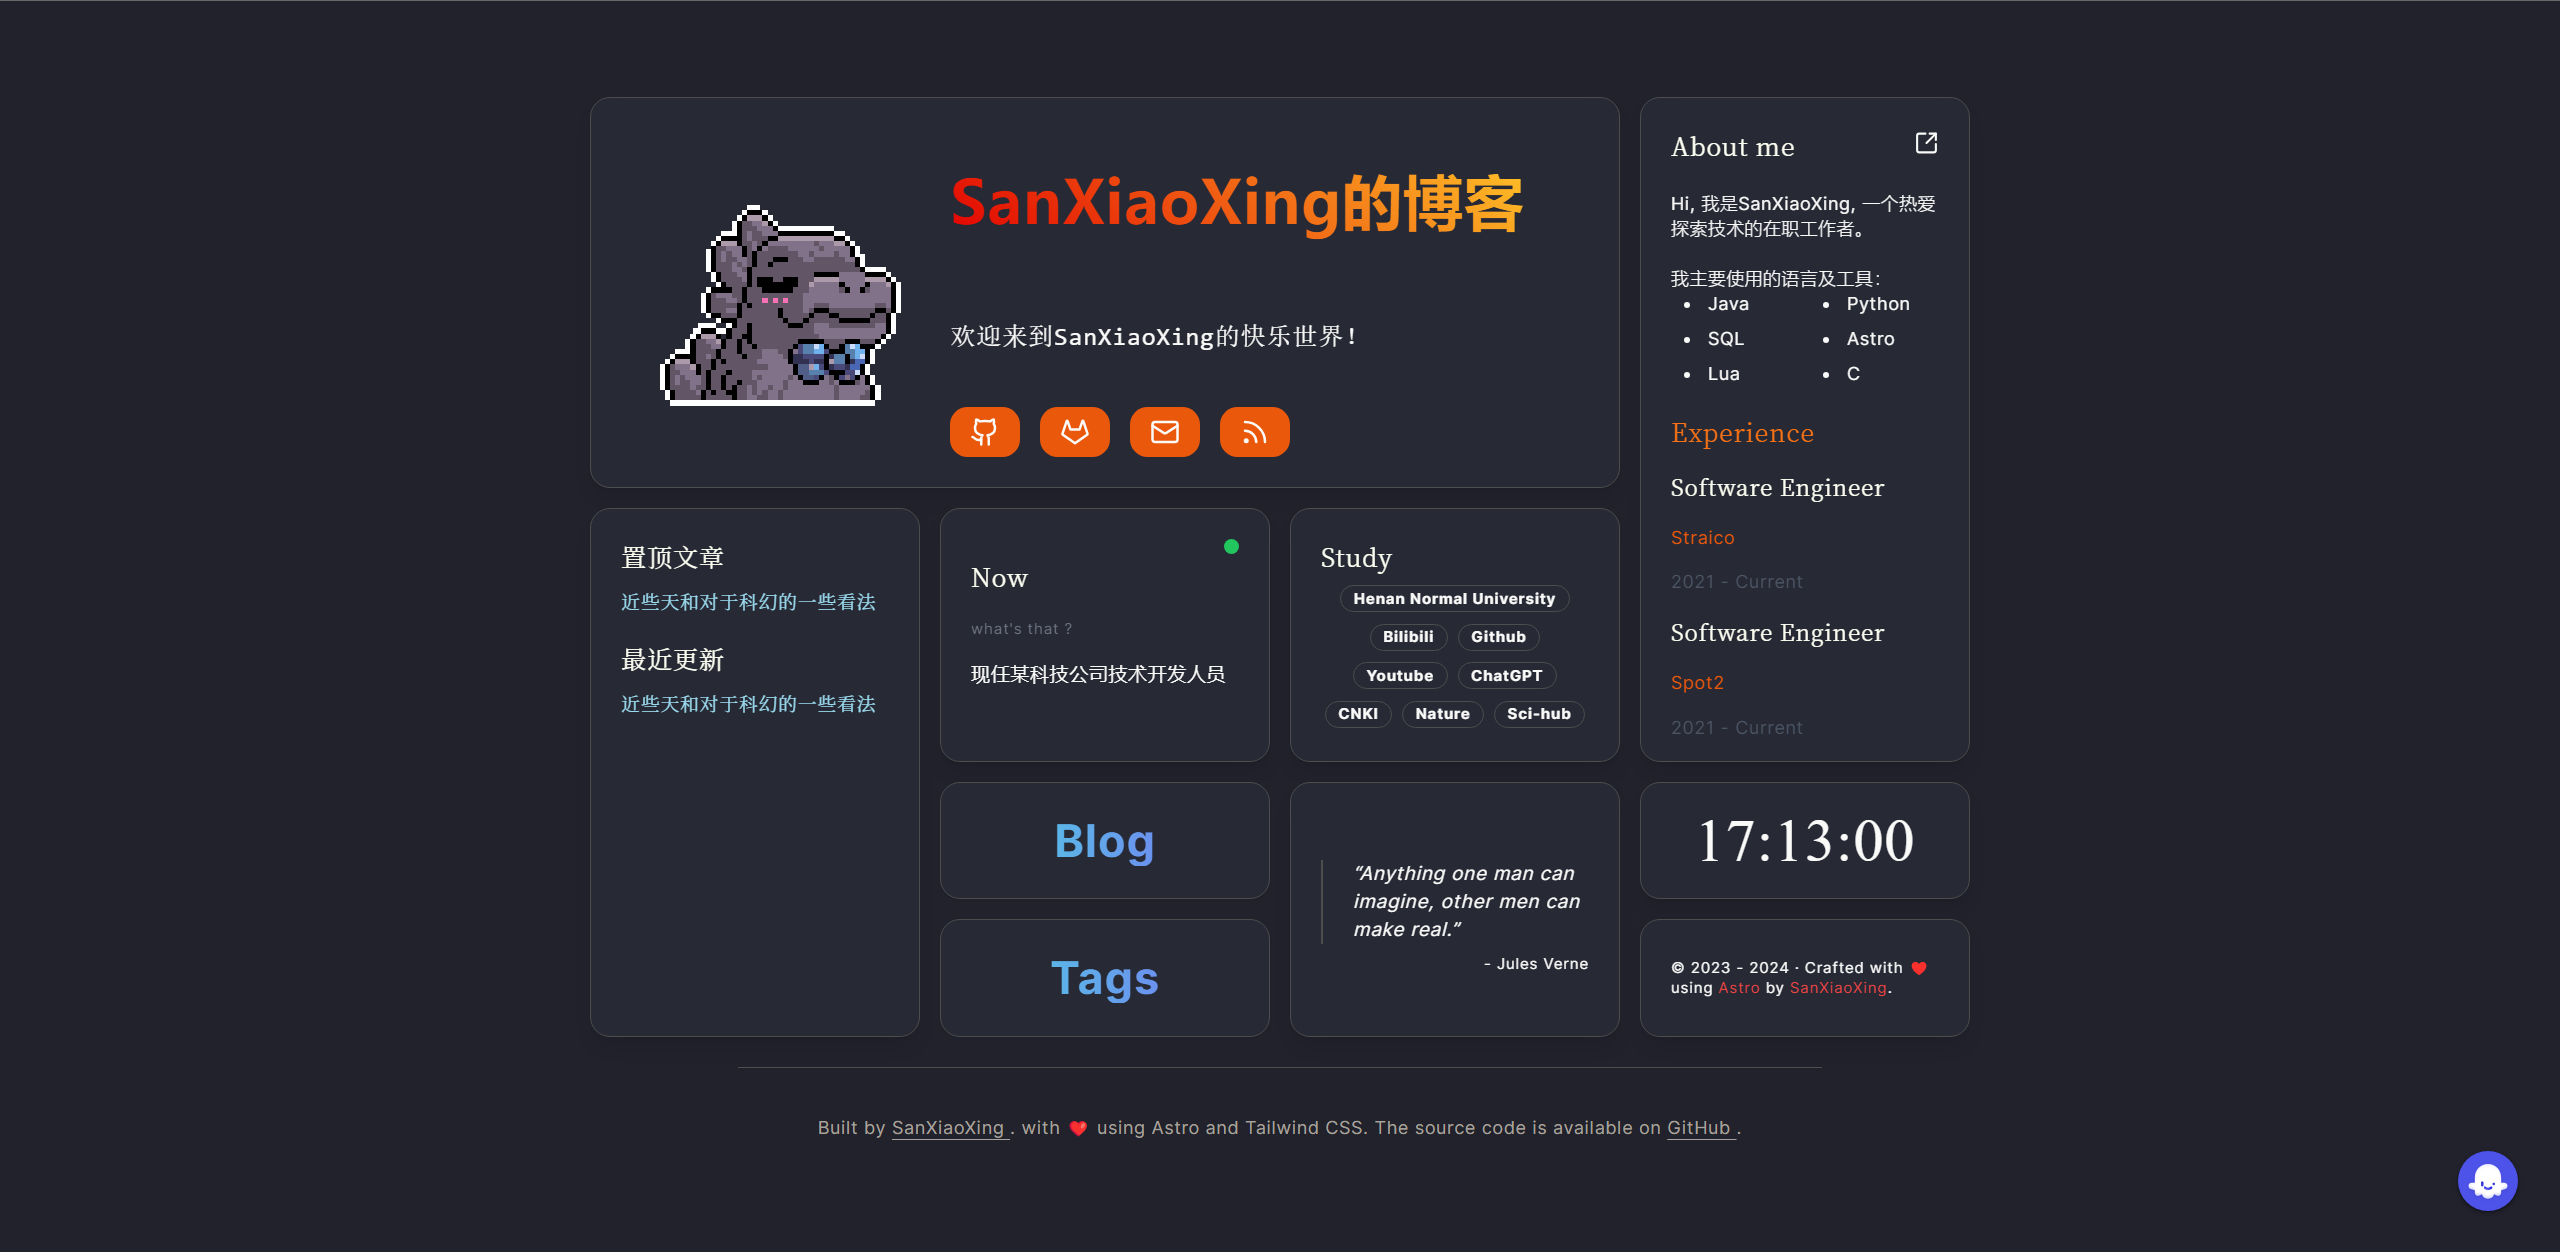 SanXiaoXing的博客
欢迎来到SanXiaoXing的快乐世界！
About me
Hi, 我是SanXiaoXing, 一个热爱
探索技术的在职工作者。
我主要使用的语言及工具：
Java
Python
SQL
Astro
Lua
C
Experience
Software Engineer
Straico
2021 - Current
Software Engineer
Spot2
2021 - Current
置顶文章
近些天和对于科幻的一些看法
最近更新
近些天和对于科幻的一些看法
Now
what's that ?
现任某科技公司技术开发人员
Study
Henan Normal University
Bilibili Github
Youtube ChatGPT
CNKI Nature Sci-hub
Blog
Tags
“Anything one man can
imagine, other men can
make real.”
- Jules Verne
17:13:00
© 2023 - 2024 · Crafted with ❤️
using Astro by SanXiaoXing.
Built by SanXiaoXing . with ❤️ using Astro and Tailwind CSS. The source code is available on GitHub .